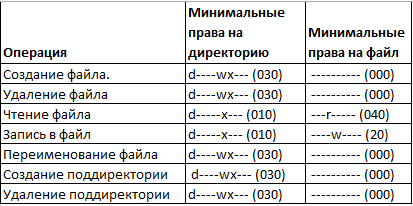 Операция Минимальные права на директорию Минимальные права на файл
Создание файла. d----wx--- (030) ---------- (000)
Удаление файла d----wx--- (030) ---------- (000)
Чтение файла d-----x--- (010) ---r----- (040)
Запись в файл d-----x--- (010) ----w---- (20)
Переименование файла d----wx--- (030) ---------- (000)
Создание поддиректории d----wx--- (030) ---------- (000)
Удаление поддиректории d----wx--- (030) ---------- (000)